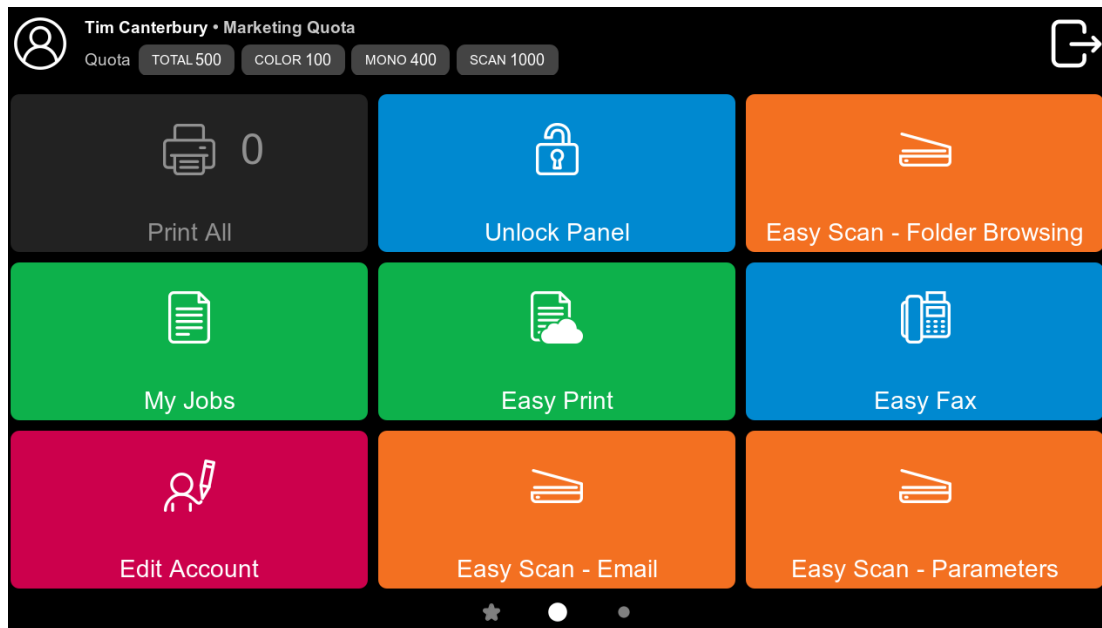 Tim Canterbury • Marketing Quota
Quota TOTAL 500 COLOR 100 MONO 400 SCAN 1000
0
Print All
Unlock Panel
Easy Scan - Folder Browsing
My Jobs
Easy Print
Easy Fax
Edit Account
Easy Scan - Email
Easy Scan - Parameters